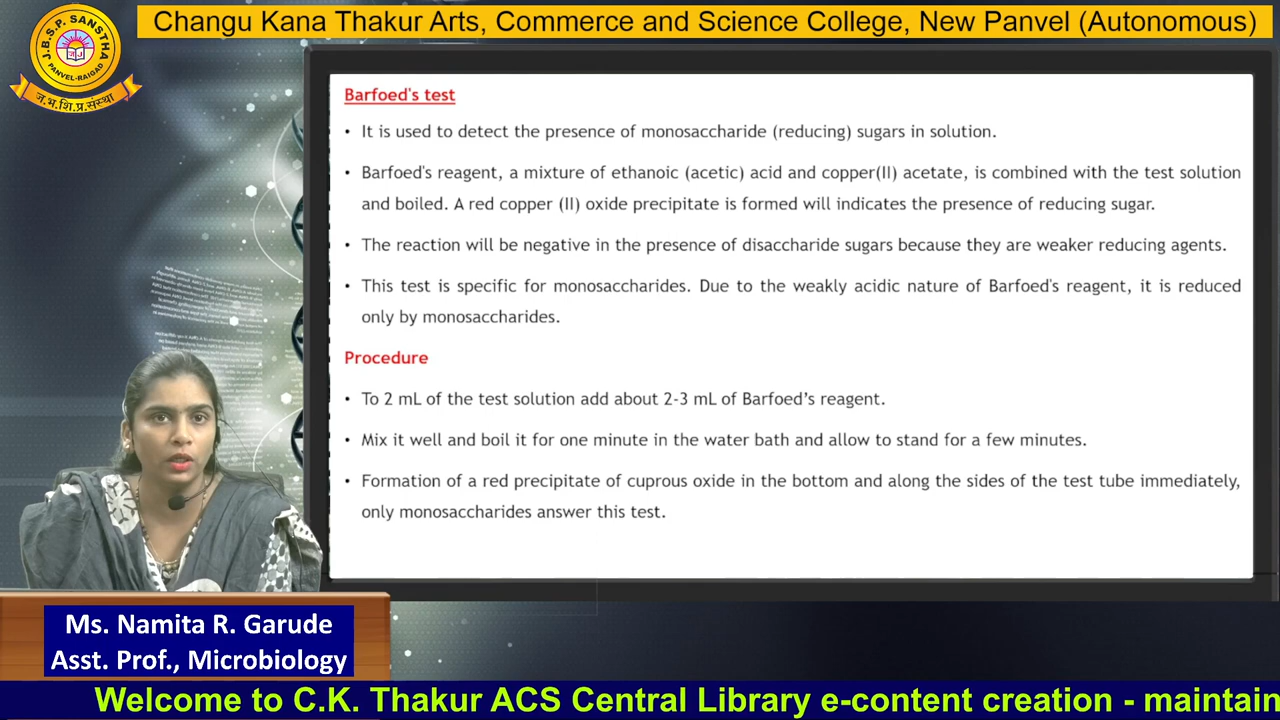 Changu Kana Thakur Arts, Commerce and Science College, New Panvel (Autonomous)
J.B.S.P. SANSTHA
PANVEL-RAIGAD
ज.भ.शि.प्र.संस्था
Barfoed's test
• It is used to detect the presence of monosaccharide (reducing) sugars in solution.
• Barfoed's reagent, a mixture of ethanoic (acetic) acid and copper(II) acetate, is combined with the test solution
and boiled. A red copper (II) oxide precipitate is formed will indicates the presence of reducing sugar.
• The reaction will be negative in the presence of disaccharide sugars because they are weaker reducing agents.
• This test is specific for monosaccharides. Due to the weakly acidic nature of Barfoed's reagent, it is reduced
only by monosaccharides.
Procedure
• To 2 mL of the test solution add about 2-3 mL of Barfoed’s reagent.
• Mix it well and boil it for one minute in the water bath and allow to stand for a few minutes.
• Formation of a red precipitate of cuprous oxide in the bottom and along the sides of the test tube immediately,
only monosaccharides answer this test.
Ms. Namita R. Garude
Asst. Prof., Microbiology
Welcome to C.K. Thakur ACS Central Library e-content creation - maintain